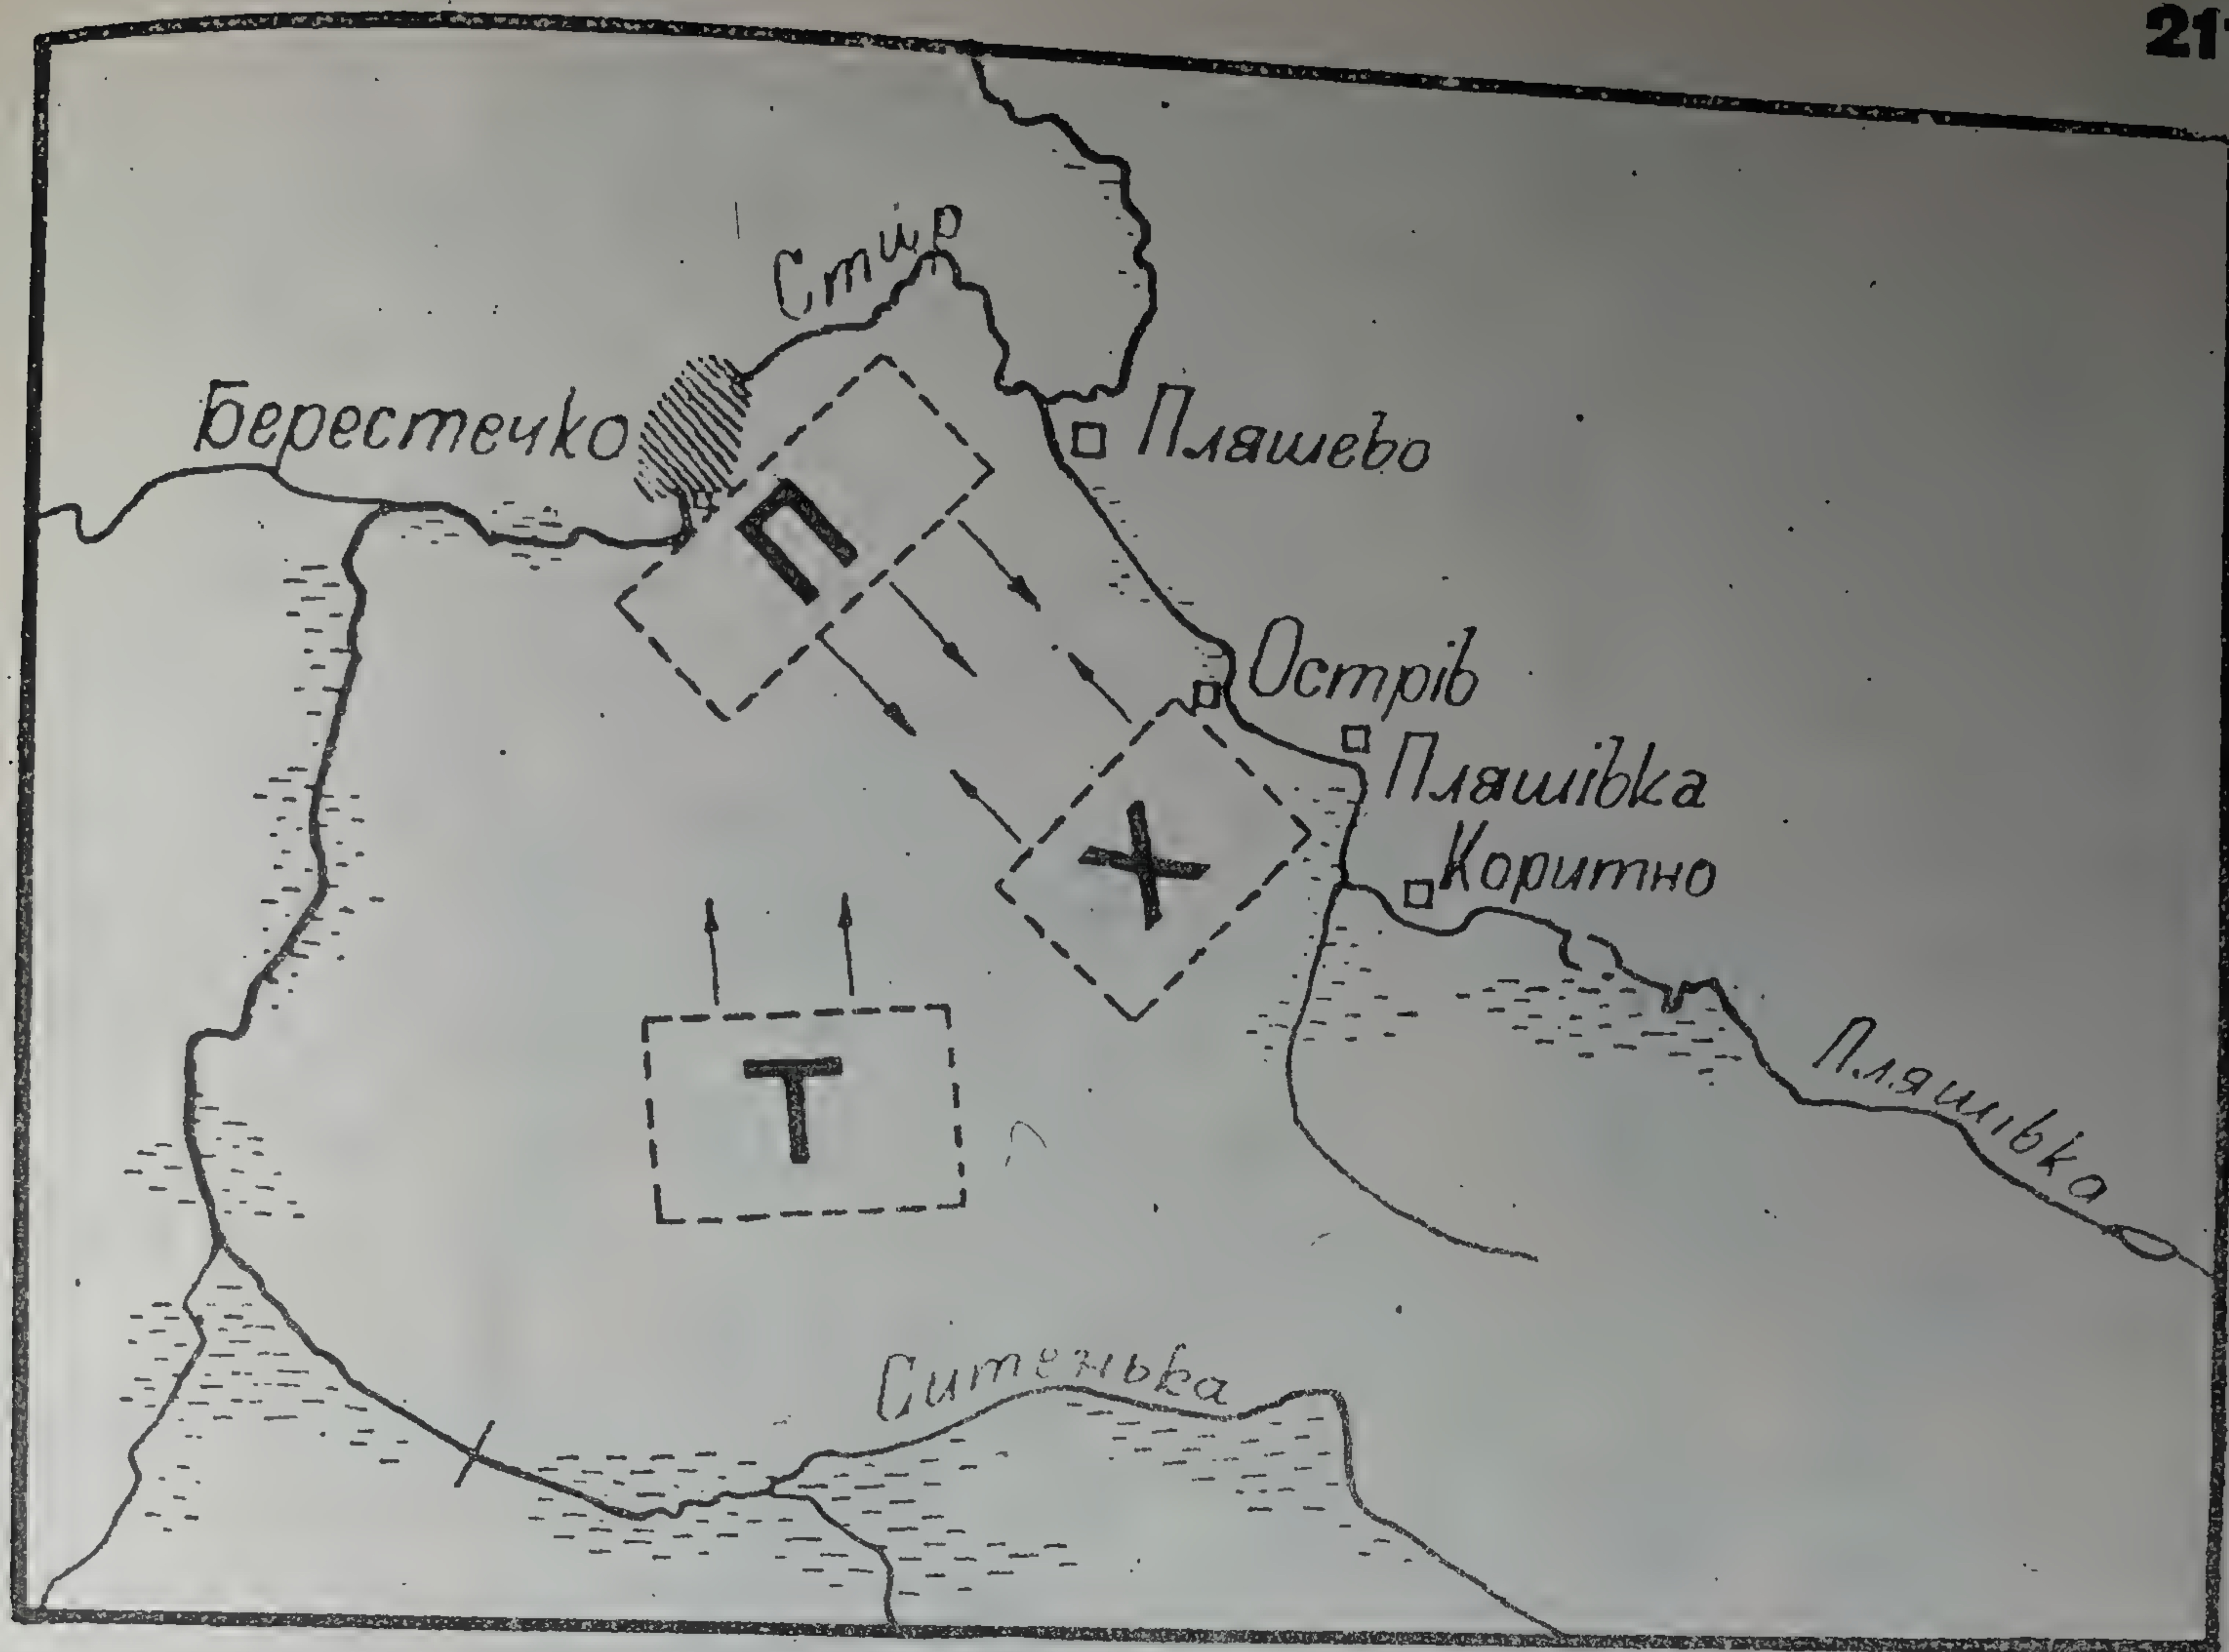 21
Стир
Берестечко
Пляшево
П
Острів
Пляшівка
Х
Коритно
Т
Пляшівка
Ситенька